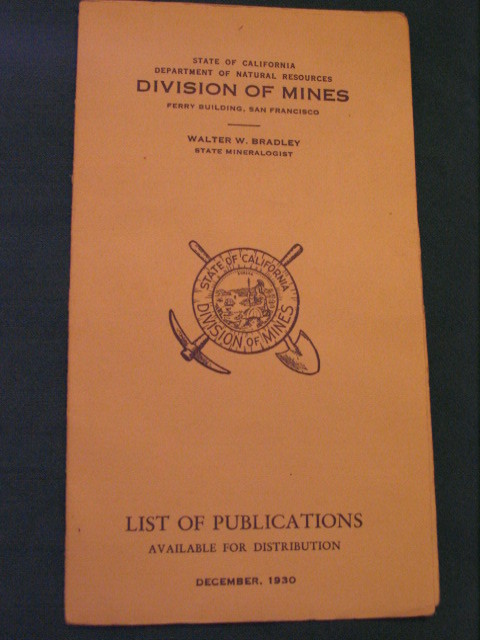 STATE OF CALIFORNIA
DEPARTMENT OF NATURAL RESOURCES
DIVISION OF MINES
FERRY BUILDING, SAN FRANCISCO
WALTER W. BRADLEY
STATE MINERALOGIST
STATE OF CALIFORNIA
EUREKA
DIVISION OF MINES
LIST OF PUBLICATIONS
AVAILABLE FOR DISTRIBUTION
DECEMBER, 1930